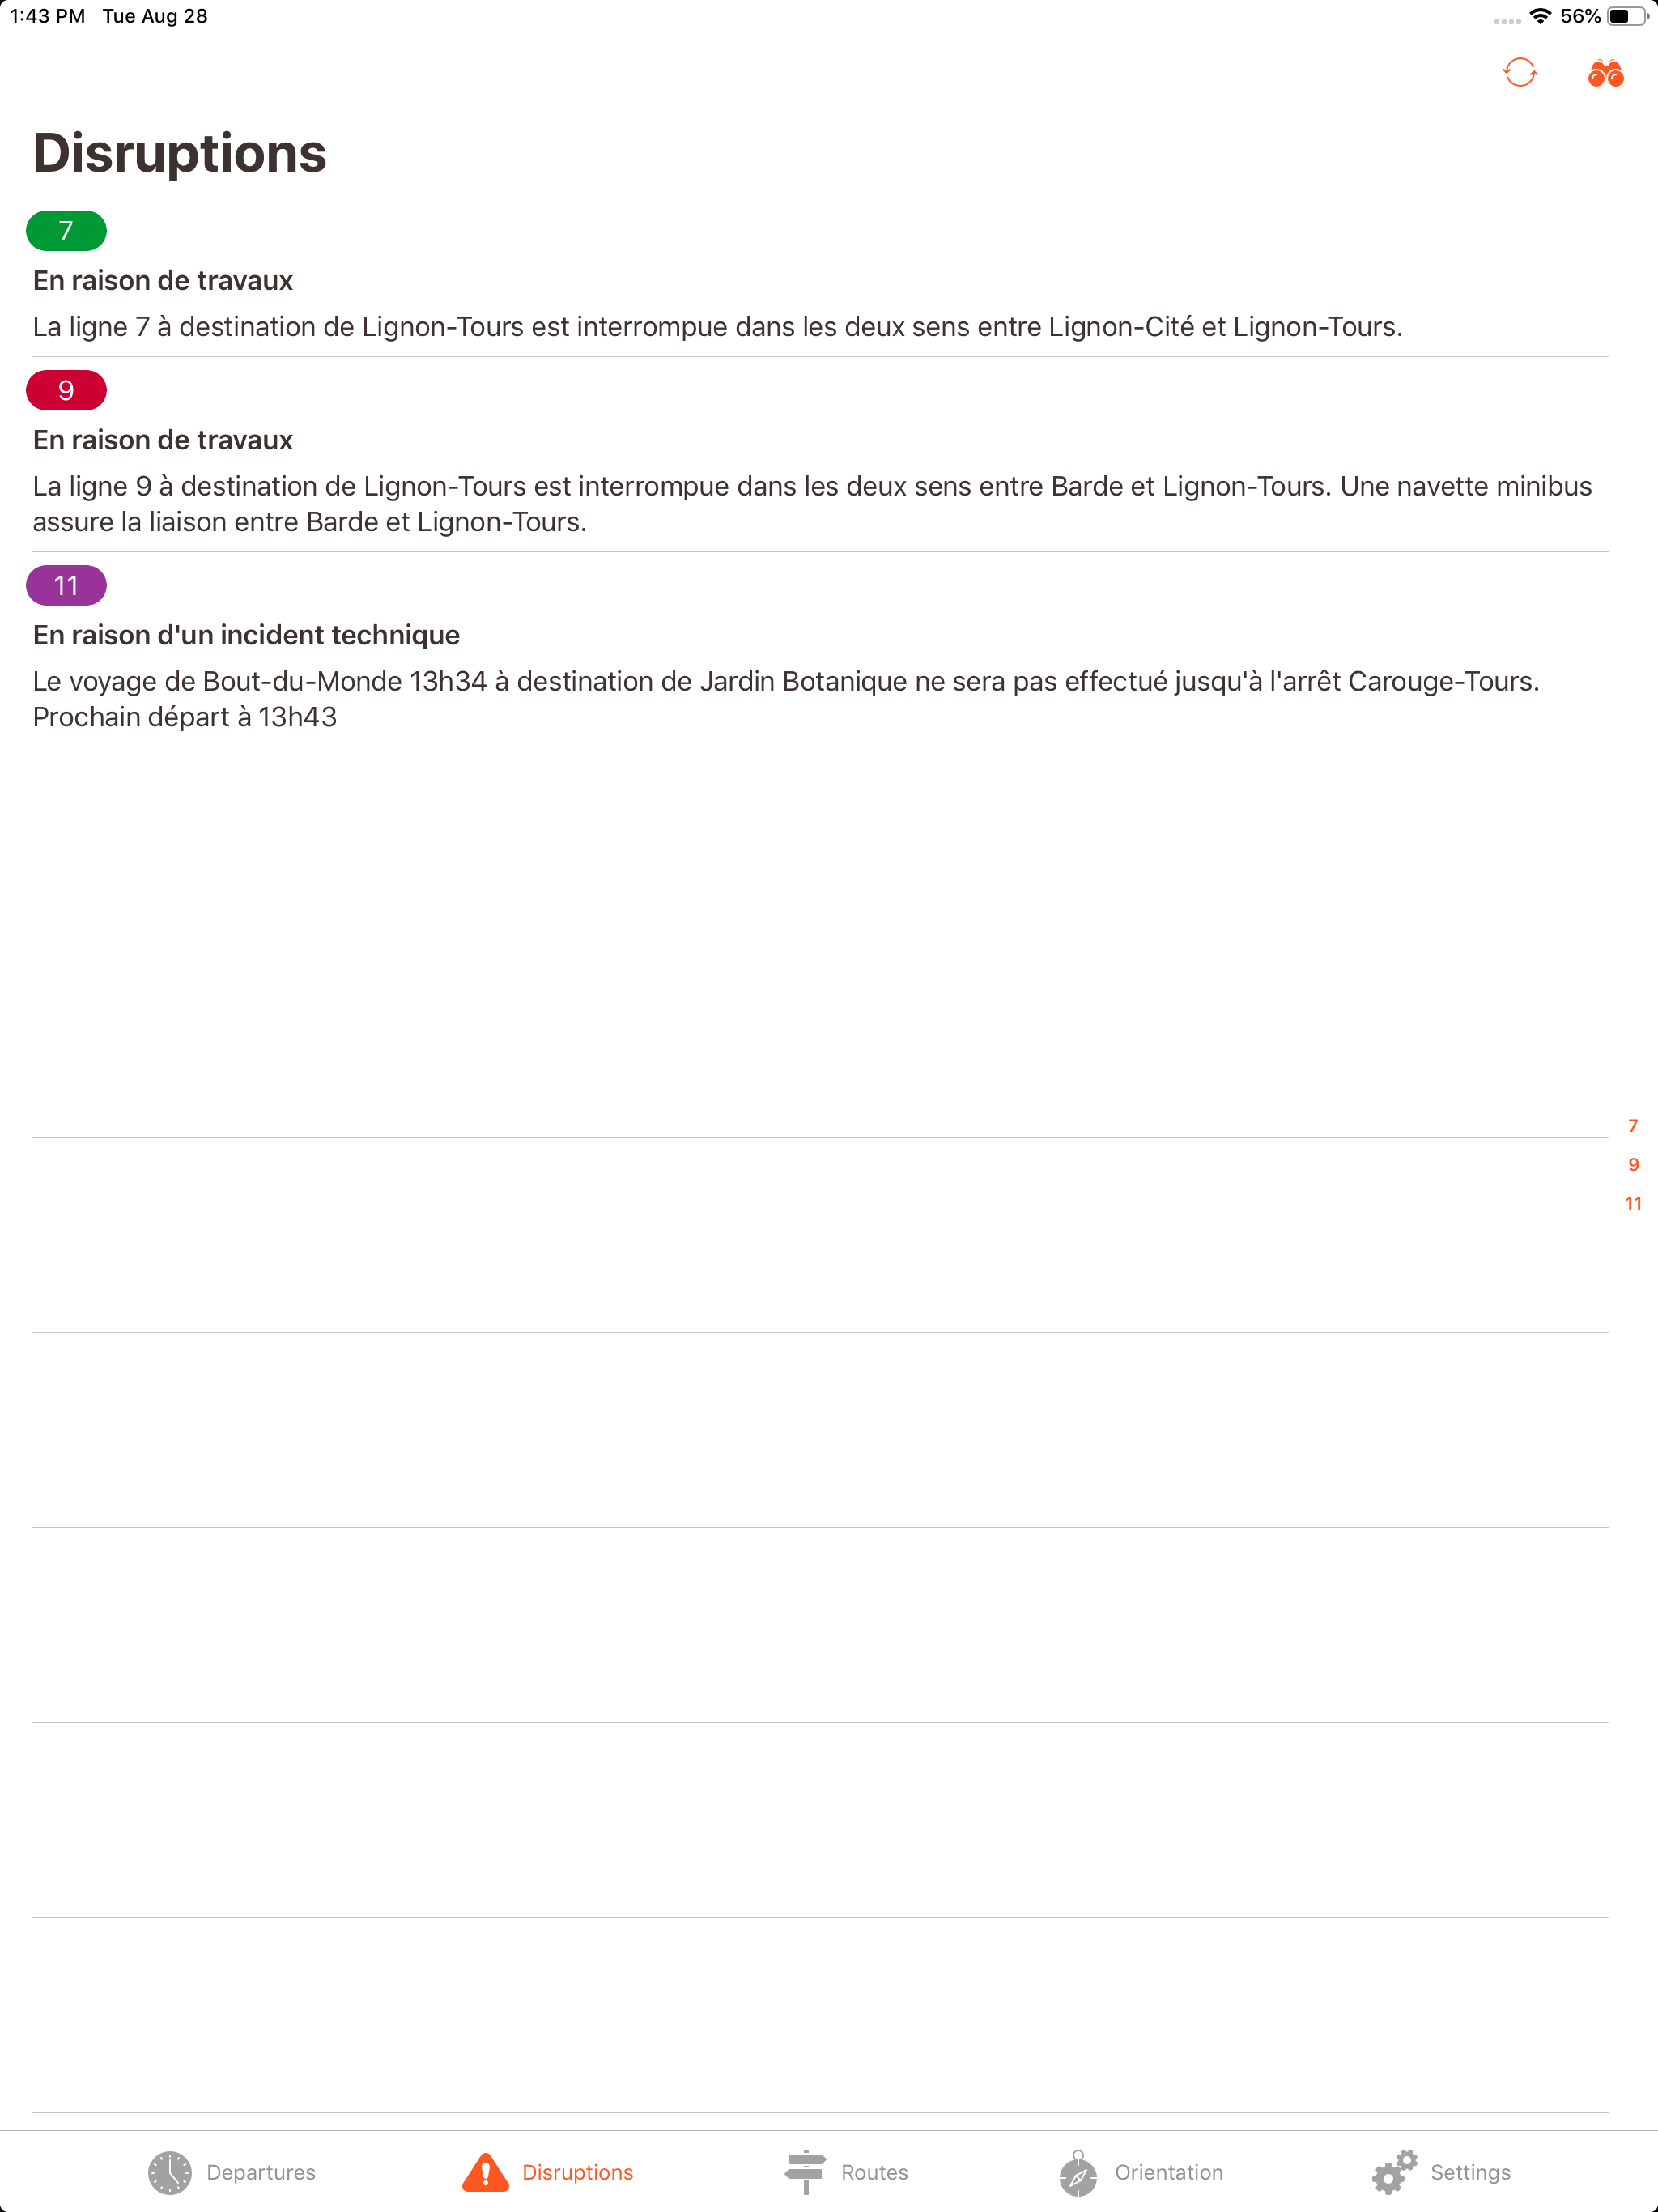 1:43 PM Tue Aug 28 56%
Disruptions
7
En raison de travaux
La ligne 7 à destination de Lignon-Tours est interrompue dans les deux sens entre Lignon-Cité et Lignon-Tours.
9
En raison de travaux
La ligne 9 à destination de Lignon-Tours est interrompue dans les deux sens entre Barde et Lignon-Tours. Une navette minibus
assure la liaison entre Barde et Lignon-Tours.
11
En raison d'un incident technique
Le voyage de Bout-du-Monde 13h34 à destination de Jardin Botanique ne sera pas effectué jusqu'à l'arrêt Carouge-Tours.
Prochain départ à 13h43
7
9
11
Departures Disruptions Routes Orientation Settings